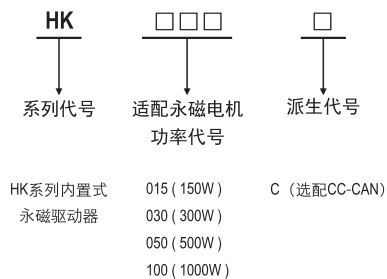 HK □□□ □
系列代号 适配永磁电机 派生代号
功率代号
HK系列内置式 015 ( 150W ) C（选配CC-CAN）
永磁驱动器 030 ( 300W )
050 ( 500W )
100 ( 1000W )